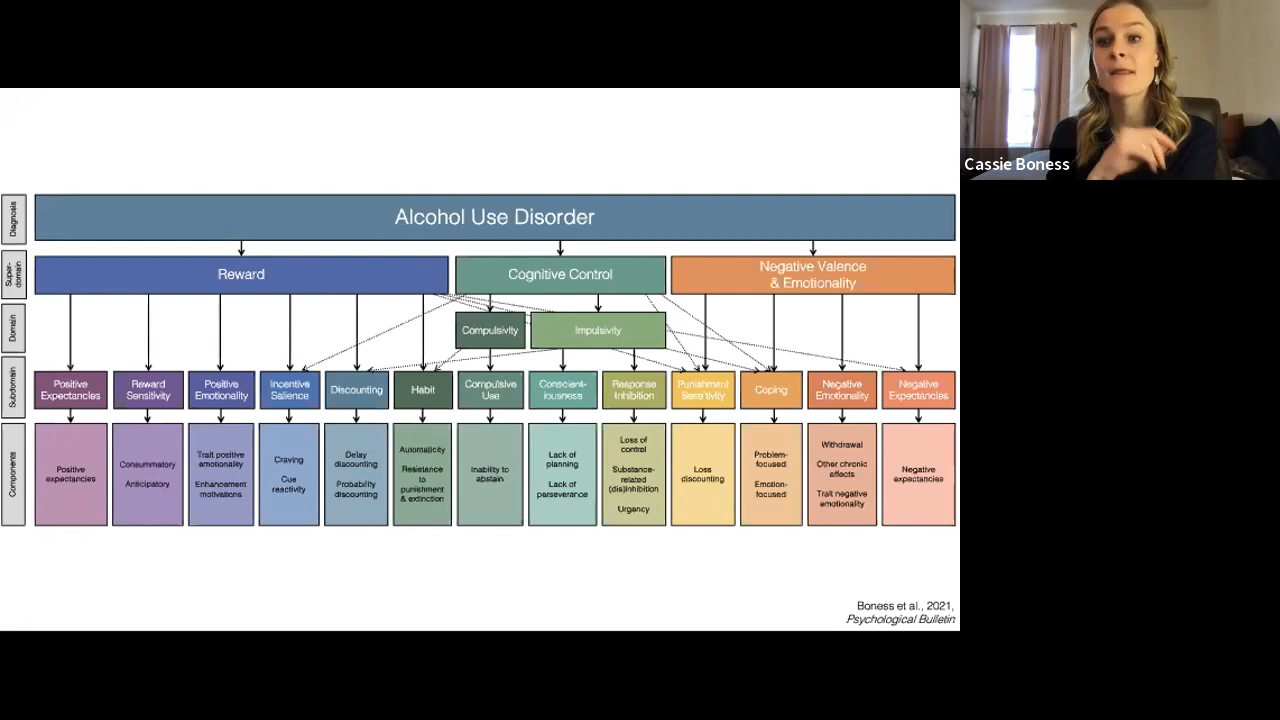 Cassie Boness
Diagnosis
Alcohol Use Disorder
Super-
domain
Reward
Cognitive Control
Negative Valence
& Emotionality
Domain
Compulsivity
Impulsivity
Subdomain
Positive
Expectancies
Reward
Sensitivity
Positive
Emotionality
Incentive
Salience
Discounting
Habit
Compulsive
Use
Conscient-
iousness
Response
Inhibition
Punishment
Sensitivity
Coping
Negative
Emotionality
Negative
Expectancies
Components
Positive
expectancies
Consummatory
Anticipatory
Trait positive
emotionality
Enhancement
motivations
Craving
Cue
reactivity
Delay
discounting
Probability
discounting
Automaticity
Resistance
to
punishment
& extinction
Inability to
abstain
Lack of
planning
Lack of
perseverance
Loss of
control
Substance-
related
(dis)inhibition
Urgency
Loss
discounting
Problem-
focused
Emotion-
focused
Withdrawal
Other chronic
effects
Trait negative
emotionality
Negative
expectancies
Boness et al., 2021,
Psychological Bulletin